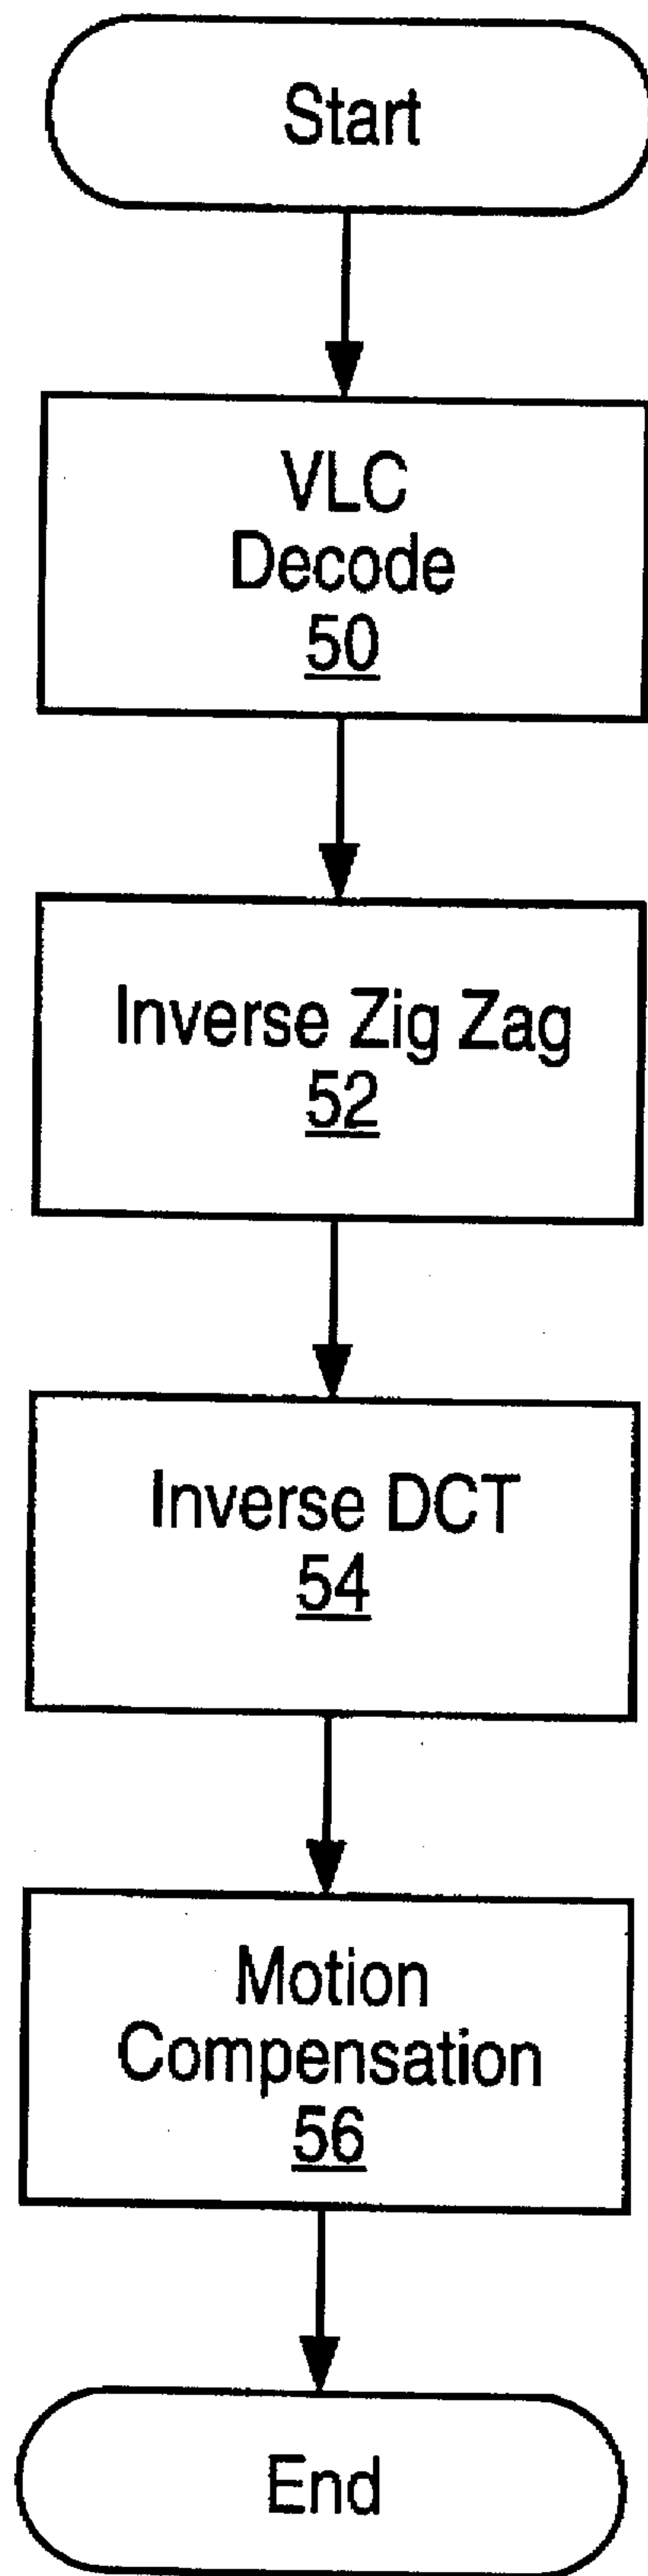 Start
VLC
Decode
50
Inverse Zig Zag
52
Inverse DCT
54
Motion
Compensation
56
End